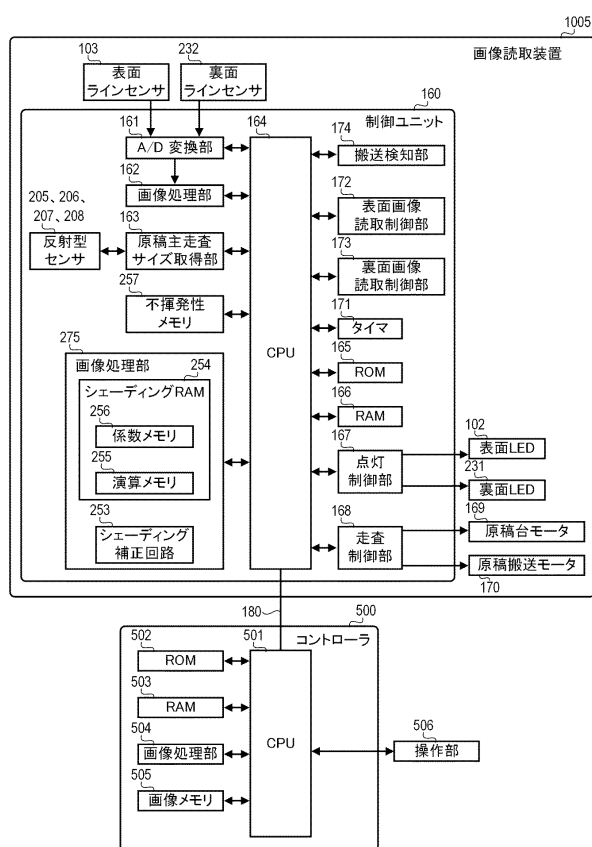 1005
画像読取装置
103
表面
ラインセンサ
232
裏面
ラインセンサ
160
制御ユニット
161
A/D 変換部
164
CPU
174
搬送検知部
162
画像処理部
172
表面画像
読取制御部
205、206、
207、208
反射型
センサ
163
原稿主走査
サイズ取得部
173
裏面画像
読取制御部
257
不揮発性
メモリ
171
タイマ
275
画像処理部
165
ROM
254
シェーディングRAM
166
RAM
256
係数メモリ
167
点灯
制御部
102
表面LED
255
演算メモリ
231
裏面LED
253
シェーディング
補正回路
168
走査
制御部
169
原稿台モータ
原稿搬送モータ
170
180
500
コントローラ
502
ROM
501
CPU
503
RAM
504
画像処理部
506
操作部
505
画像メモリ